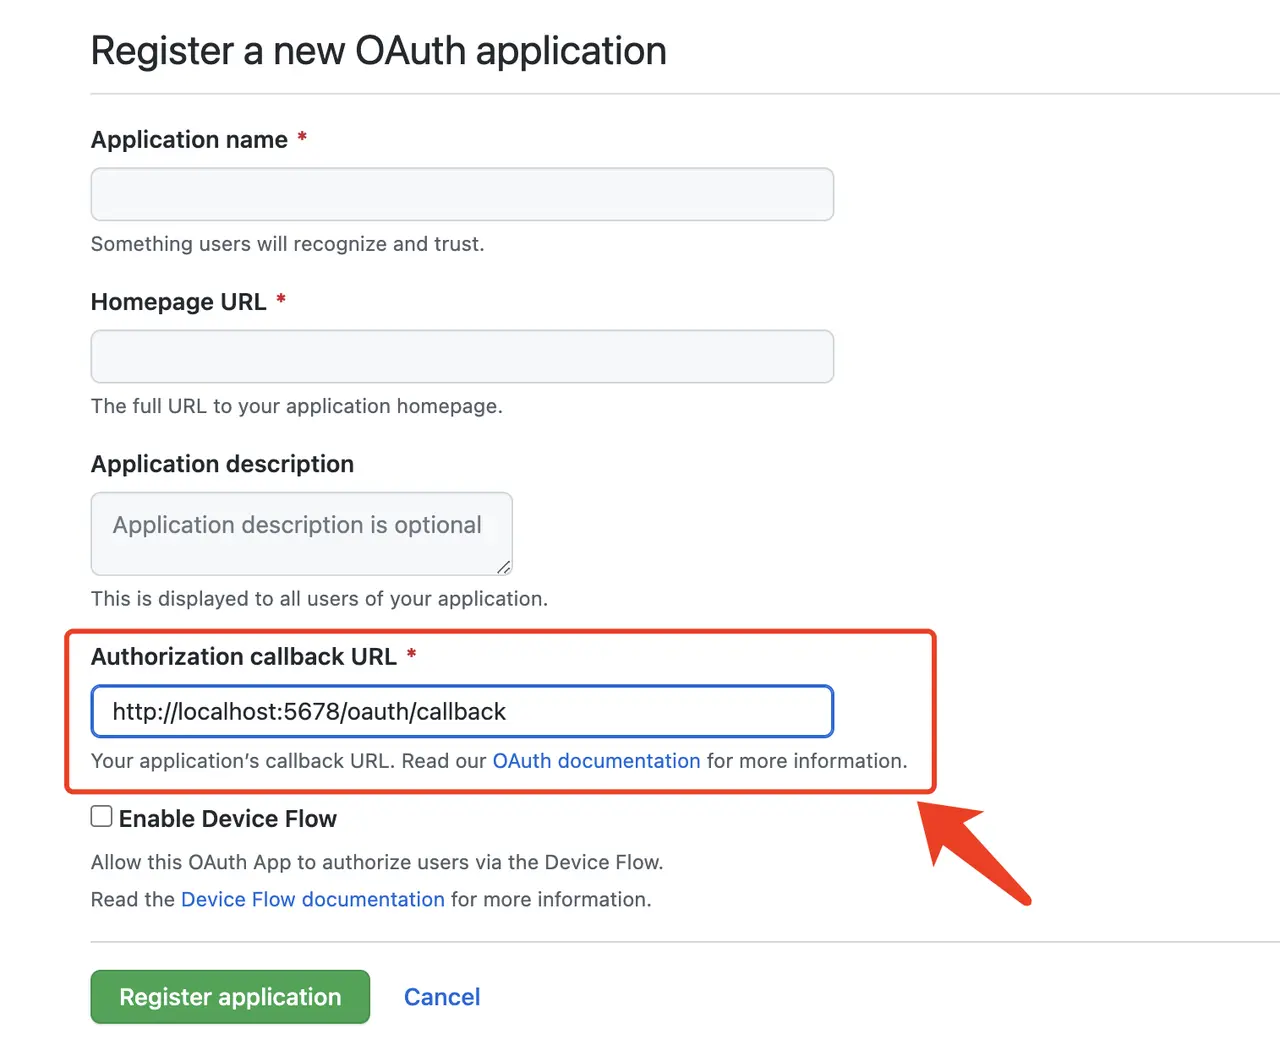 Register a new OAuth application
Application name *
Something users will recognize and trust.
Homepage URL *
The full URL to your application homepage.
Application description
Application description is optional
This is displayed to all users of your application.
Authorization callback URL *
http://localhost:5678/oauth/callback
Your application’s callback URL. Read our OAuth documentation for more information.
Enable Device Flow
Allow this OAuth App to authorize users via the Device Flow.
Read the Device Flow documentation for more information.
Register application Cancel